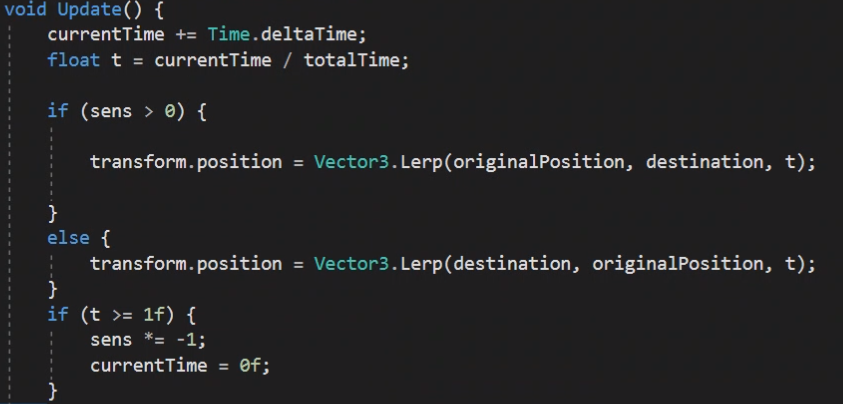 void Update() {
currentTime += Time.deltaTime;
float t = currentTime / totalTime;
if (sens > 0) {
transform.position = Vector3.Lerp(originalPosition, destination, t);
}
else {
transform.position = Vector3.Lerp(destination, originalPosition, t);
}
if (t >= 1f) {
sens *= -1;
currentTime = 0f;
}